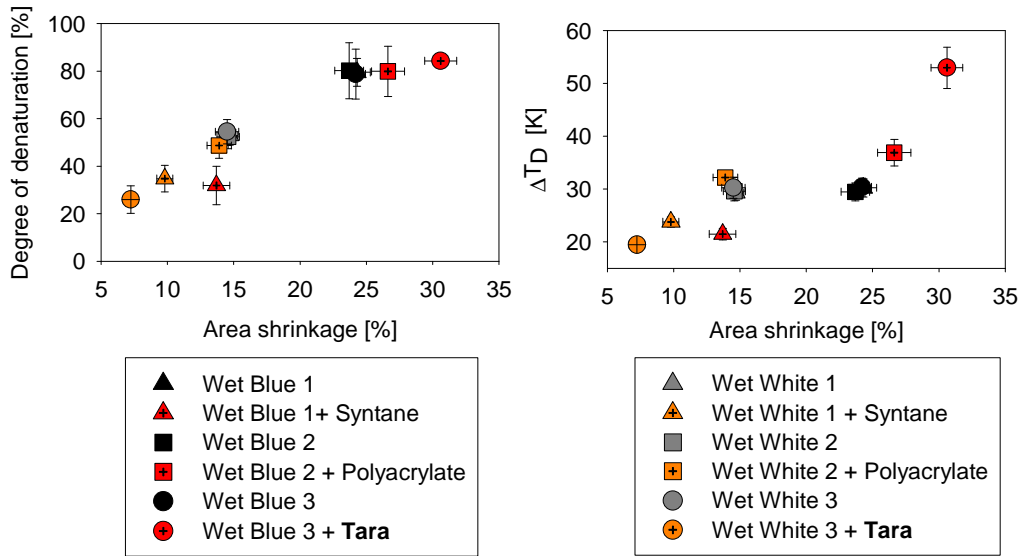 Degree of denaturation [%]
100
80
60
40
20
0
5 10 15 20 25 30 35
Area shrinkage [%]
ΔTD [K]
60
50
40
30
20
5 10 15 20 25 30 35
Area shrinkage [%]
Wet Blue 1
Wet Blue 1+ Syntane
Wet Blue 2
Wet Blue 2 + Polyacrylate
Wet Blue 3
Wet Blue 3 + Tara
Wet White 1
Wet White 1 + Syntane
Wet White 2
Wet White 2 + Polyacrylate
Wet White 3
Wet White 3 + Tara